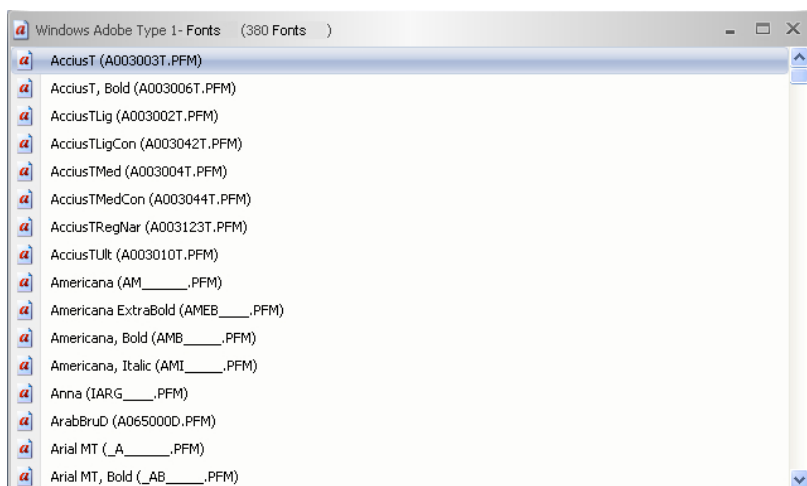 Windows Adobe Type 1- Fonts (380 Fonts )
AcciusT (A003003T.PFM)
AcciusT, Bold (A003006T.PFM)
AcciusTLig (A003002T.PFM)
AcciusTLigCon (A003042T.PFM)
AcciusTMed (A003004T.PFM)
AcciusTMedCon (A003044T.PFM)
AcciusTRegNar (A003123T.PFM)
AcciusTUlt (A003010T.PFM)
Americana (AM______.PFM)
Americana ExtraBold (AMEB____.PFM)
Americana, Bold (AMB_____.PFM)
Americana, Italic (AMI_____.PFM)
Anna (IARG____.PFM)
ArabBruD (A065000D.PFM)
Arial MT (_A______.PFM)
Arial MT, Bold (_AB_____.PFM)